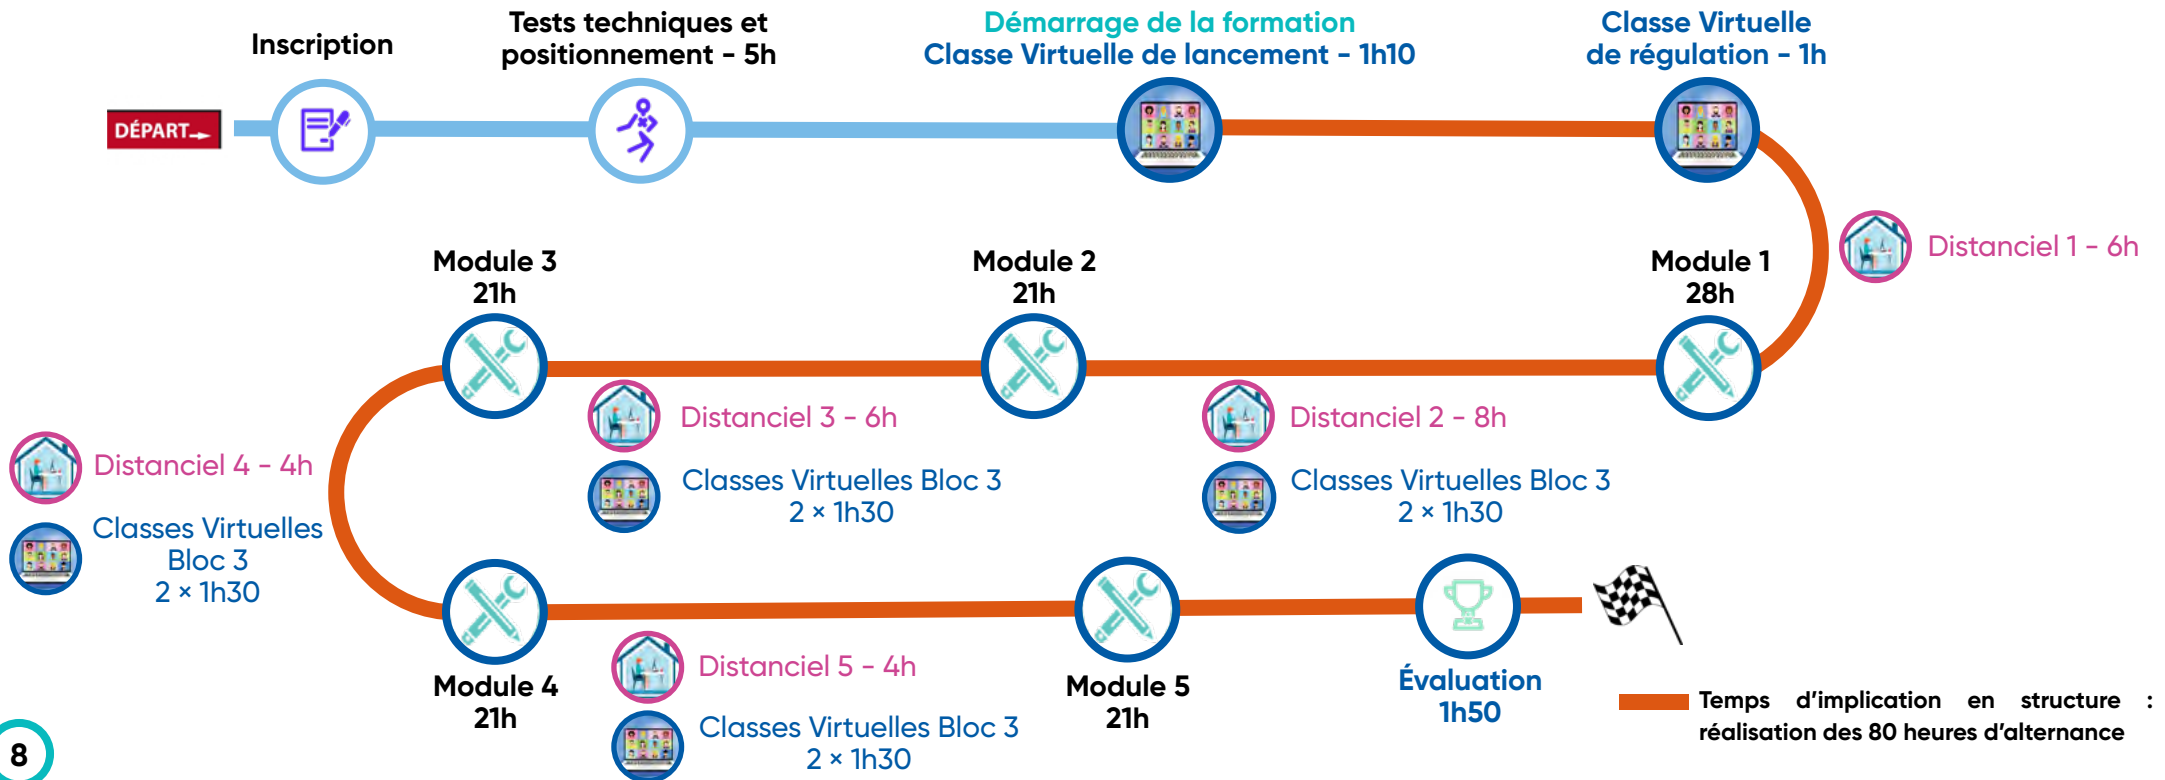 Inscription
Tests techniques et
positionnement - 5h
Démarrage de la formation
Classe Virtuelle de lancement - 1h10
Classe Virtuelle
de régulation - 1h
DÉPART
Distanciel 1 - 6h
Module 3
21h
Module 2
21h
Module 1
28h
Distanciel 3 - 6h
Classes Virtuelles Bloc 3
2 × 1h30
Distanciel 2 - 8h
Classes Virtuelles Bloc 3
2 × 1h30
Distanciel 4 - 4h
Classes Virtuelles
Bloc 3
2 × 1h30
Module 4
21h
Distanciel 5 - 4h
Classes Virtuelles Bloc 3
2 × 1h30
Module 5
21h
Évaluation
1h50
Temps d'implication en structure :
réalisation des 80 heures d'alternance
8